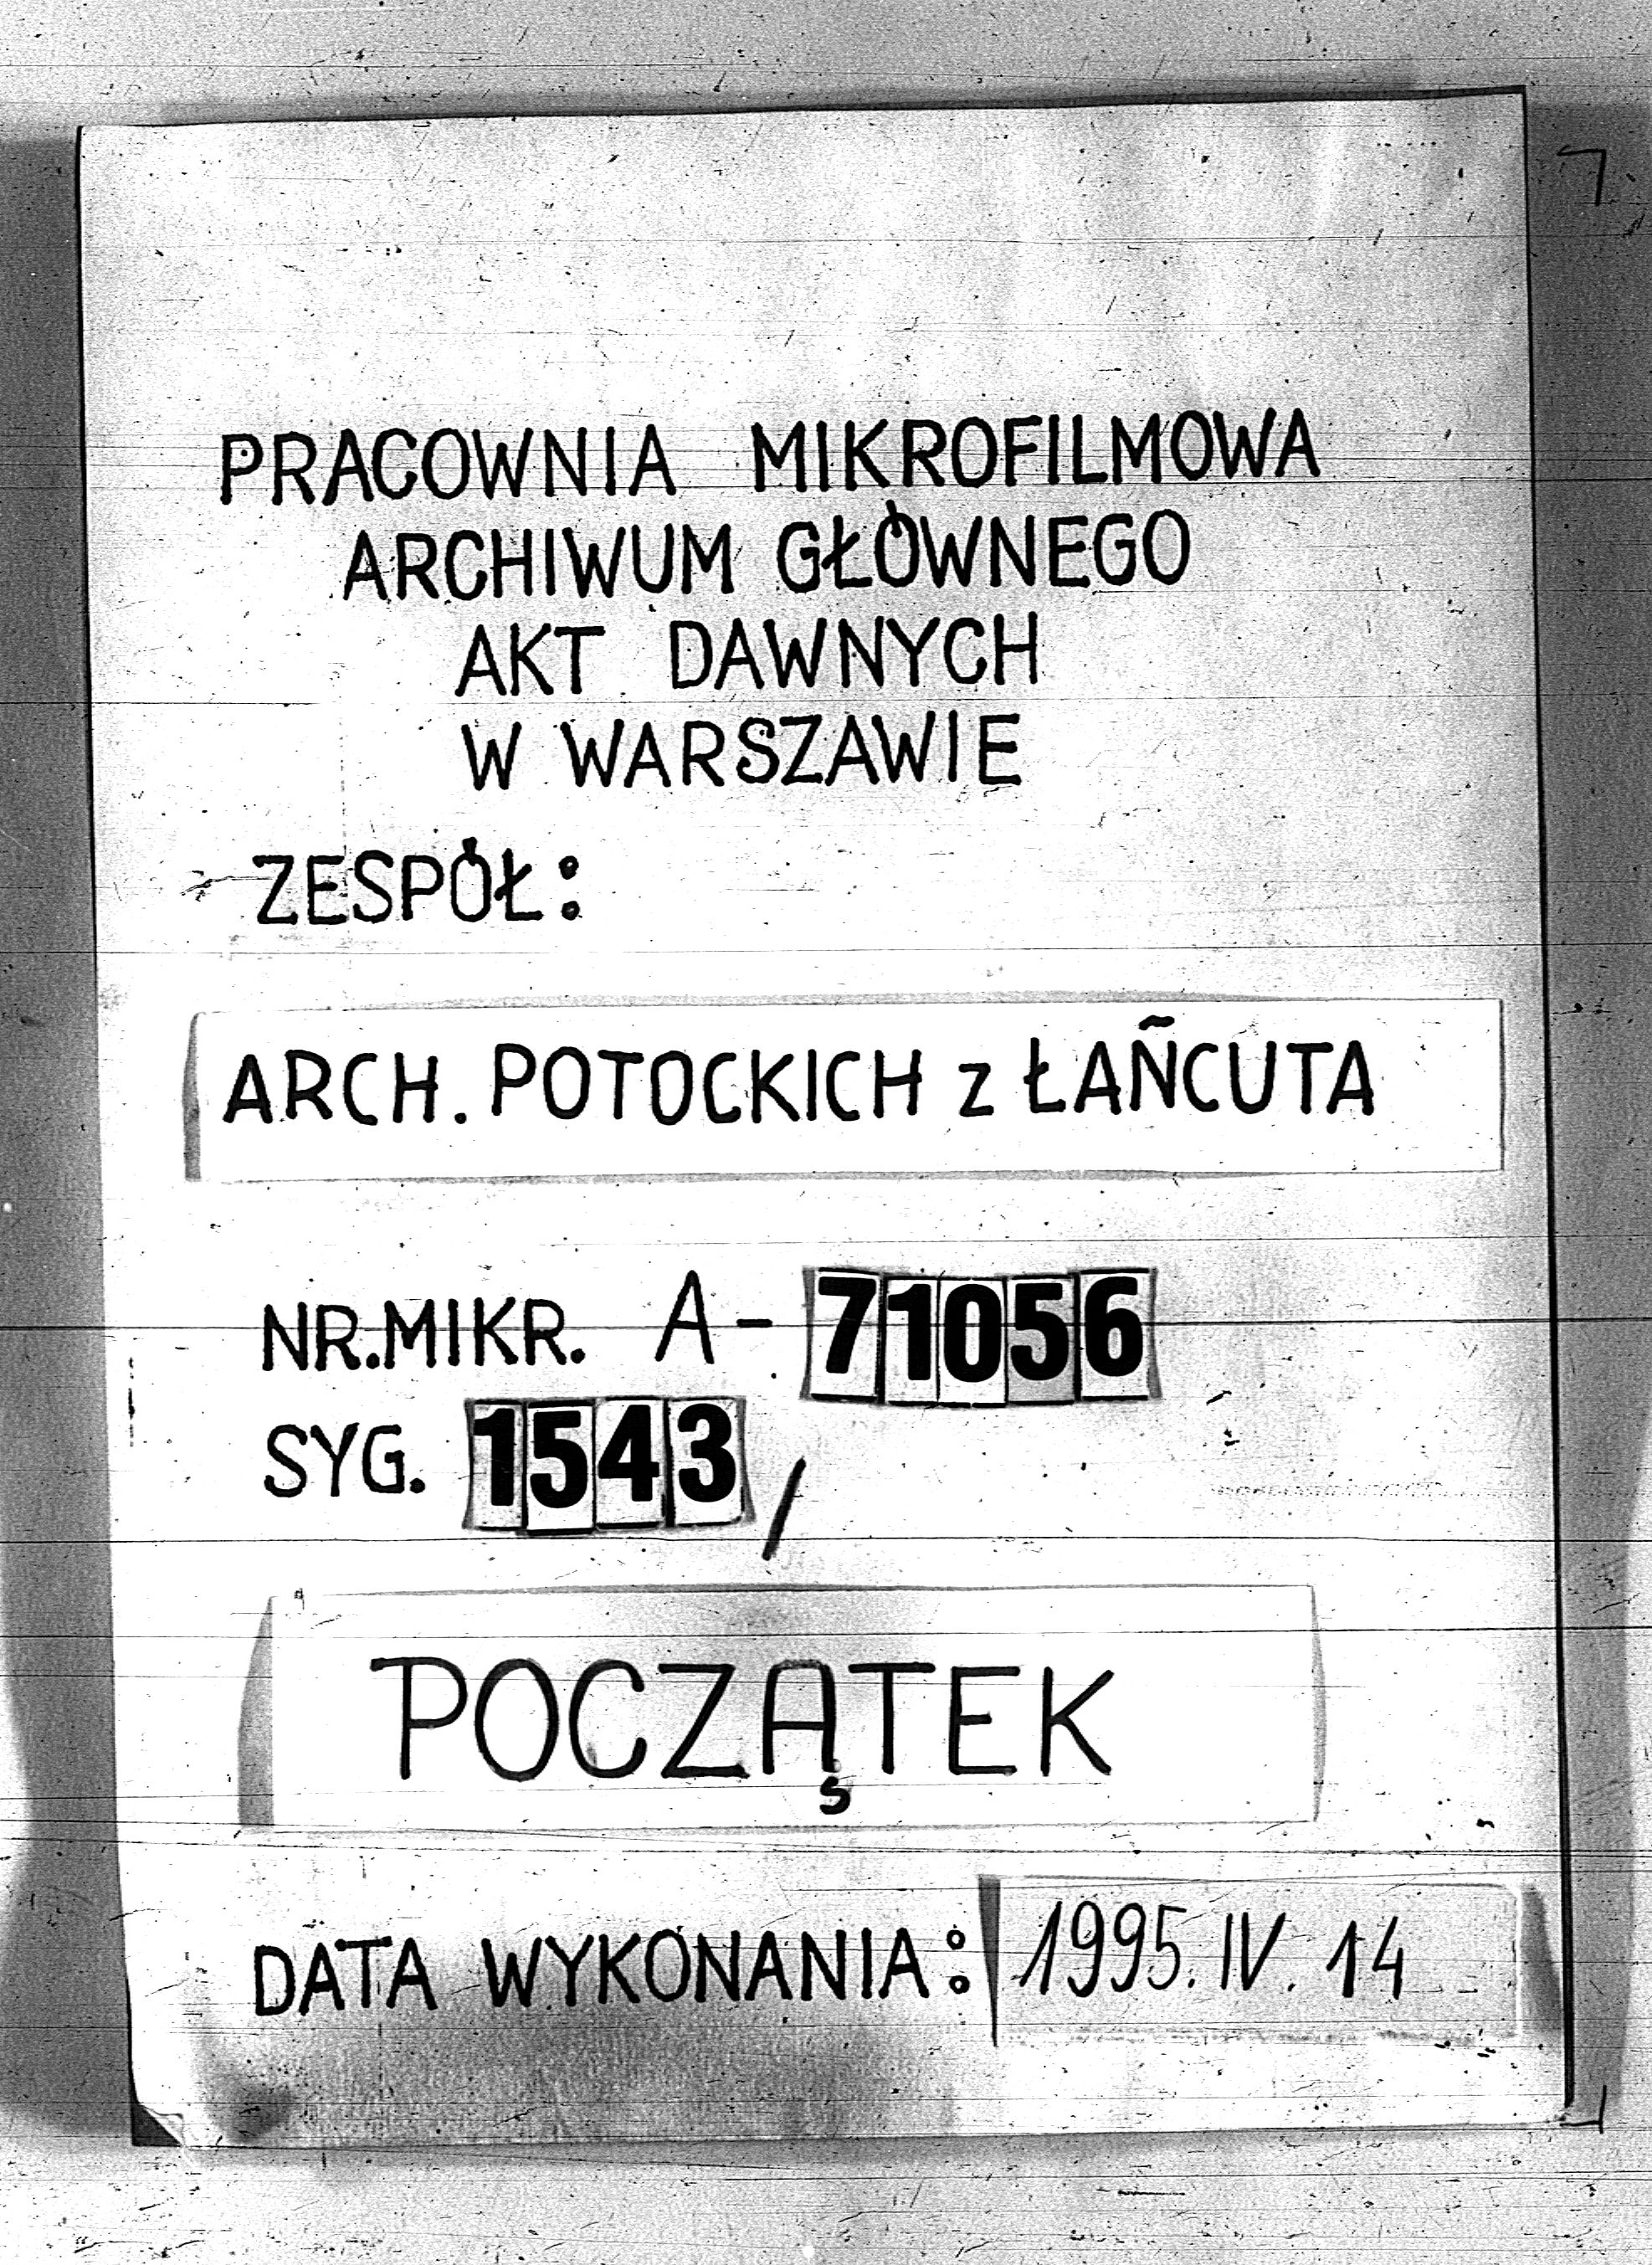 PRACOWNIA MIKROFILMOWA
ARCHIWUM GŁÓWNEGO
AKT DAWNYCH
W WARSZAWIE
ZESPÓŁ:
ARCH. POTOCKICH z ŁAÑCUTA
NR.MIKR. A-71056
SYG. 1543,
POCZĄTEK
DATA WYKONANIA: 1995.IV.14